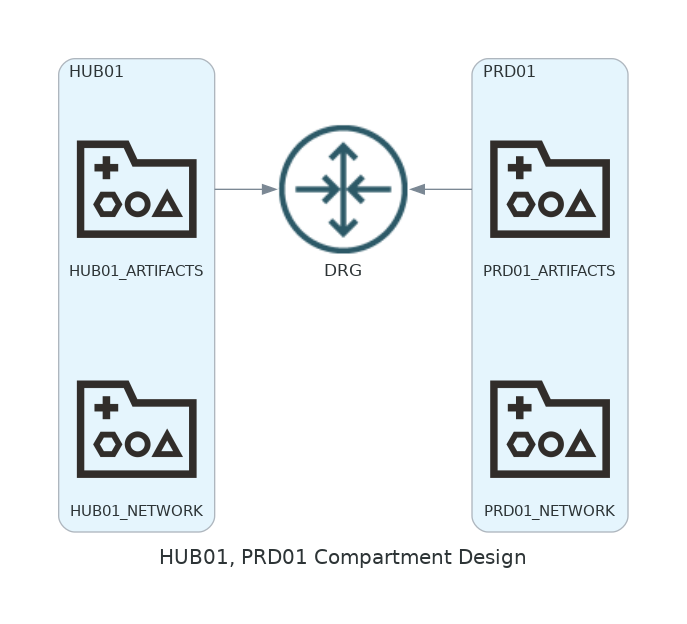 HUB01
PRD01
HUB01_ARTIFACTS
DRG
PRD01_ARTIFACTS
HUB01_NETWORK
PRD01_NETWORK
HUB01, PRD01 Compartment Design